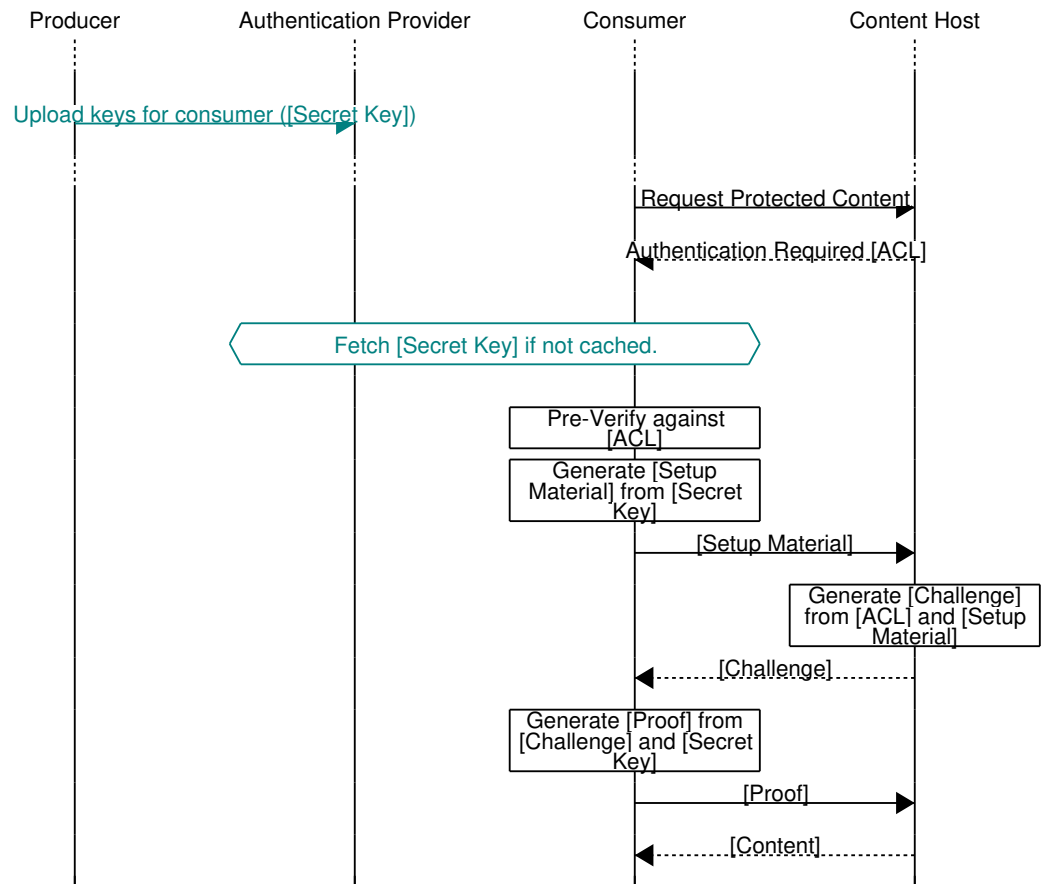 Producer
Authentication Provider
Consumer
Content Host
Upload keys for consumer ([Secret Key])
Request Protected Content
Authentication Required [ACL]
Fetch [Secret Key] if not cached.
Pre-Verify against
[ACL]
Generate [Setup
Material] from [Secret
Key]
[Setup Material]
Generate [Challenge]
from [ACL] and [Setup
Material]
[Challenge]
Generate [Proof] from
[Challenge] and [Secret
Key]
[Proof]
[Content]